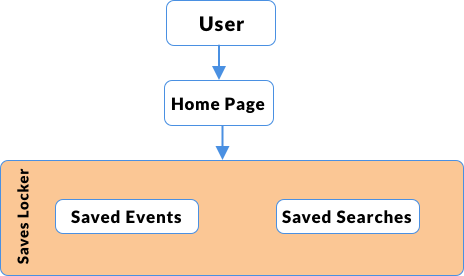 User
Home Page
Saves Locker
Saved Events
Saved Searches